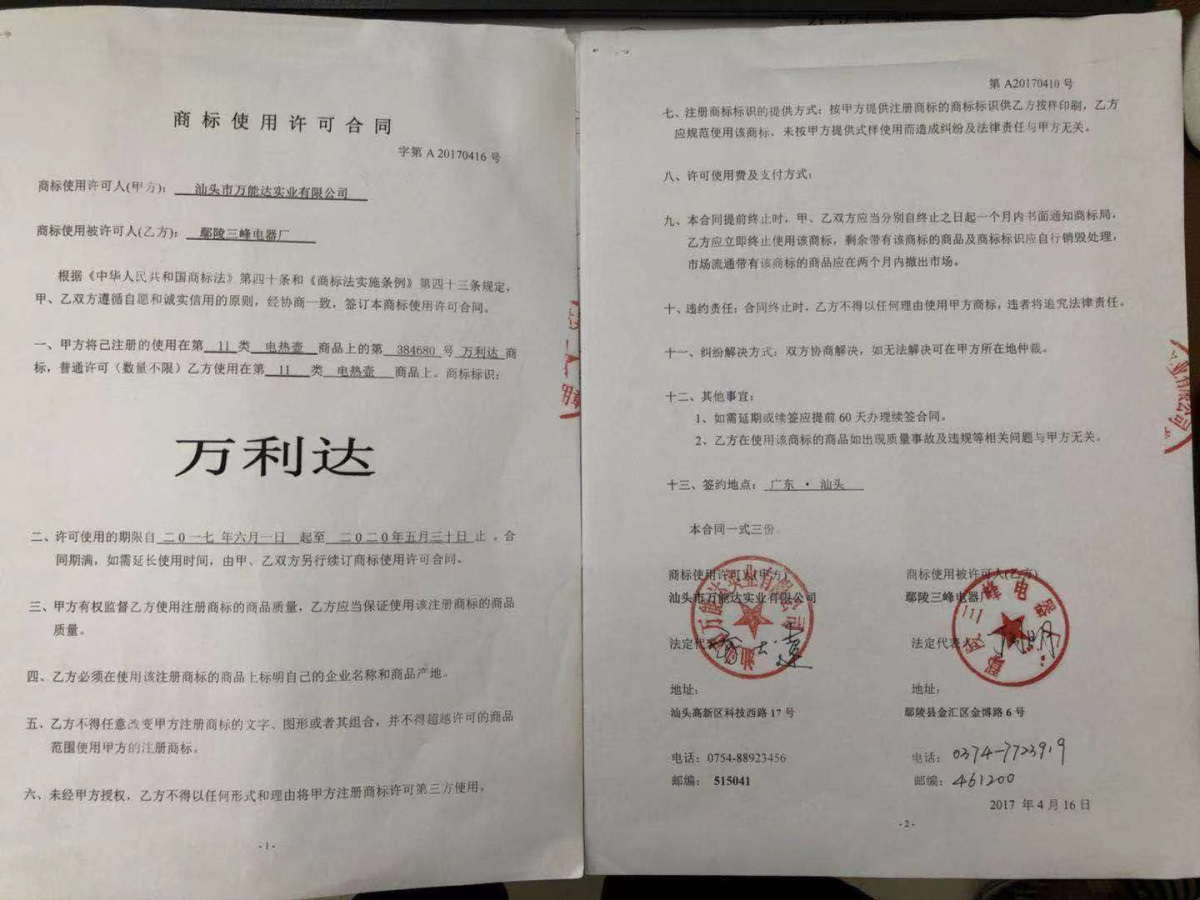 商标使用许可合同
字第 A 20170416 号
商标使用许可人(甲方): 汕头市万能达实业有限公司
商标使用被许可人(乙方): 鄢陵三峰电器厂
根据《中华人民共和国商标法》第四十条和《商标法实施条例》第四十三条规定,
甲、乙双方遵循自愿和诚实信用的原则，经协商一致，签订本商标使用许可合同。
一、甲方将己注册的使用在第 11 类 电热壶 商品上的第 384680 号 万利达 商
标，普通许可（数量不限）乙方使用在第 11 类 电热壶 商品上。商标标识：
万利达
二、许可使用的期限自 二0一七 年六月一日 起至 二0二0年五月三十日 止 。合
同期满，如需延长使用时间，由甲、乙双方另行续订商标使用许可合同。
三、甲方有权监督乙方使用注册商标的商品质量，乙方应当保证使用该注册商标的商品
质量。
四、乙方必须在使用该注册商标的商品上标明自己的企业名称和商品产地。
五、乙方不得任意改变甲方注册商标的文字、图形或者其组合，并不得超越许可的商品
范围使用甲方的注册商标。
六、未经甲方授权，乙方不得以任何形式和理由将甲方注册商标许可第三方使用。
- 1 -
第 A20170410 号
七、注册商标标识的提供方式：按甲方提供注册商标的商标标识供乙方按样印刷，乙方
应规范使用该商标，未按甲方提供式样使用而造成纠纷及法律责任与甲方无关。
八、许可使用费及支付方式：
九、本合同提前终止时，甲、乙双方应当分别自终止之日起一个月内书面通知商标局，
乙方应立即终止使用该商标，剩余带有该商标的商品及商标标识应自行销毁处理，
市场流通带有该商标的商品应在两个月内撤出市场。
十、违约责任：合同终止时，乙方不得以任何理由使用甲方商标，违者将追究法律责任。
十一、纠纷解决方式：双方协商解决，如无法解决可在甲方所在地仲裁。
十二、其他事宜：
1、如需延期或续签应提前 60 天办理续签合同。
2、乙方在使用该商标的商品如出现质量事故及违规等相关问题与甲方无关。
十三、签约地点： 广东 · 汕头
本合同一式三份。
商标使用许可人(甲方) 商标使用被许可人(乙方)
汕头市万能达实业有限公司 鄢陵三峰电器厂
法定代表 法定代表人
地址： 地址：
汕头高新区科技西路 17 号 鄢陵县金汇区金博路 6 号
电话：0754-88923456 电话：0374-7723919
邮编： 515041 邮编：461200
2017 年 4 月 16 日
- 2 -